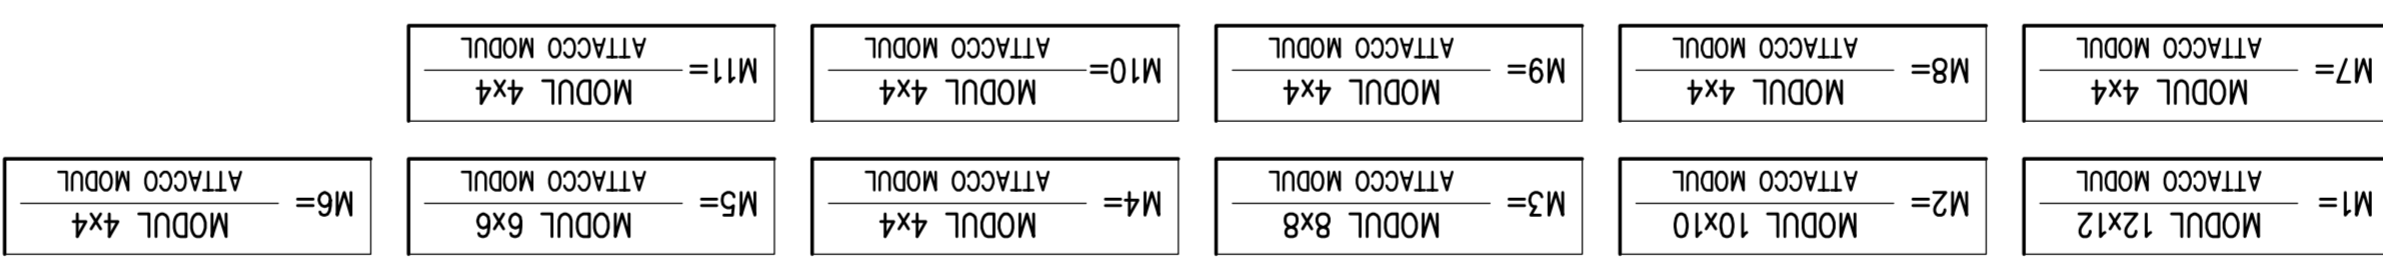 M1= MODUL 12x12
ATTACCO MODUL
M2= MODUL 10x10
ATTACCO MODUL
M3= MODUL 8x8
ATTACCO MODUL
M4= MODUL 4x4
ATTACCO MODUL
M5= MODUL 6x6
ATTACCO MODUL
M6= MODUL 4x4
ATTACCO MODUL
M7= MODUL 4x4
ATTACCO MODUL
M8= MODUL 4x4
ATTACCO MODUL
M9= MODUL 4x4
ATTACCO MODUL
M10= MODUL 4x4
ATTACCO MODUL
M11= MODUL 4x4
ATTACCO MODUL